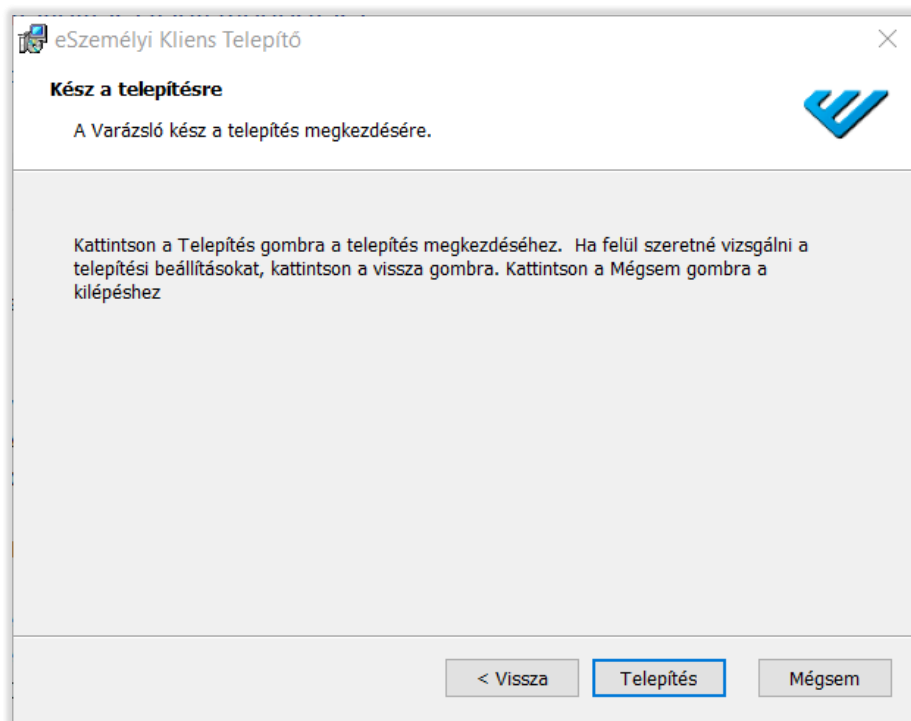 eSzemélyi Kliens Telepítő
Kész a telepítésre
A Varázsló kész a telepítés megkezdésére.
Kattintson a Telepítés gombra a telepítés megkezdéséhez.  Ha felül szeretné vizsgálni a
telepítési beállításokat, kattintson a vissza gombra. Kattintson a Mégsem gombra a
kilépéshez
< Vissza
Telepítés
Mégsem